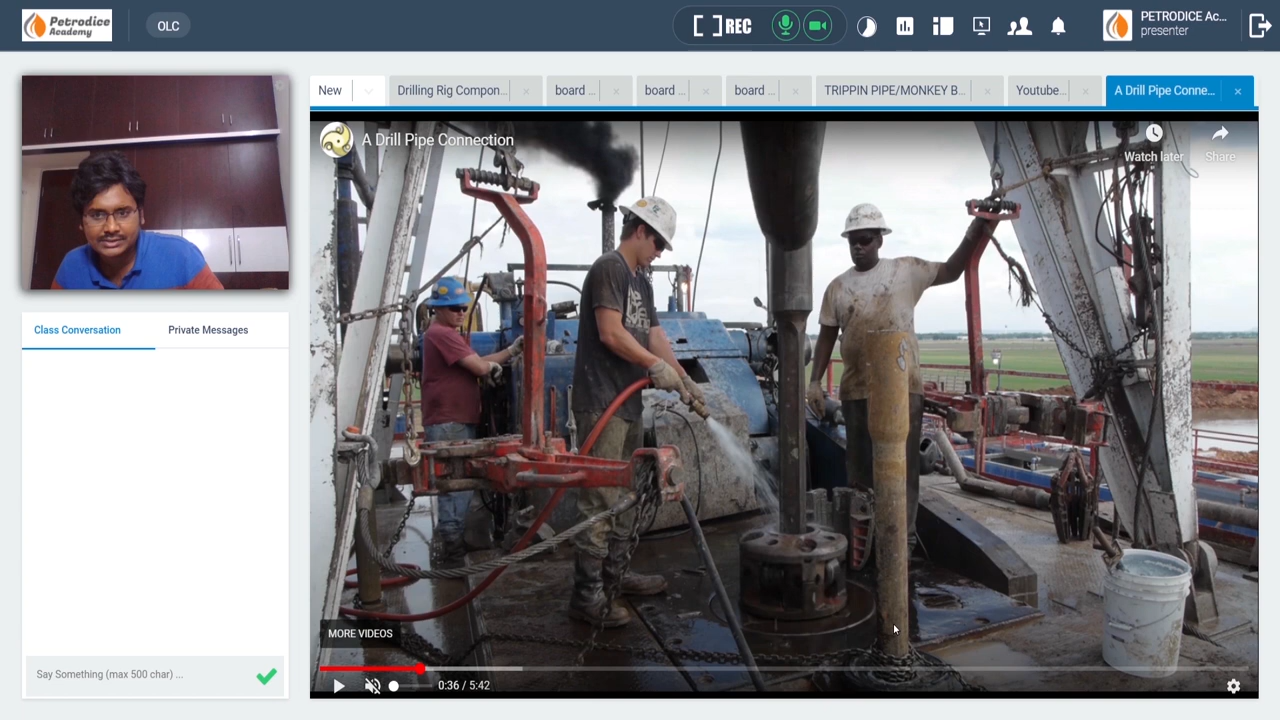 Petrodice
Academy
OLC
[ ] REC
PETRODICE Ac...
presenter
New
Drilling Rig Compon...
board ...
board ...
board ...
TRIPPIN PIPE/MONKEY B...
Youtube...
A Drill Pipe Conne...
A Drill Pipe Connection
Watch later
Share
Class Conversation
Private Messages
MORE VIDEOS
Say Something (max 500 char) ...
0:36 / 5:42